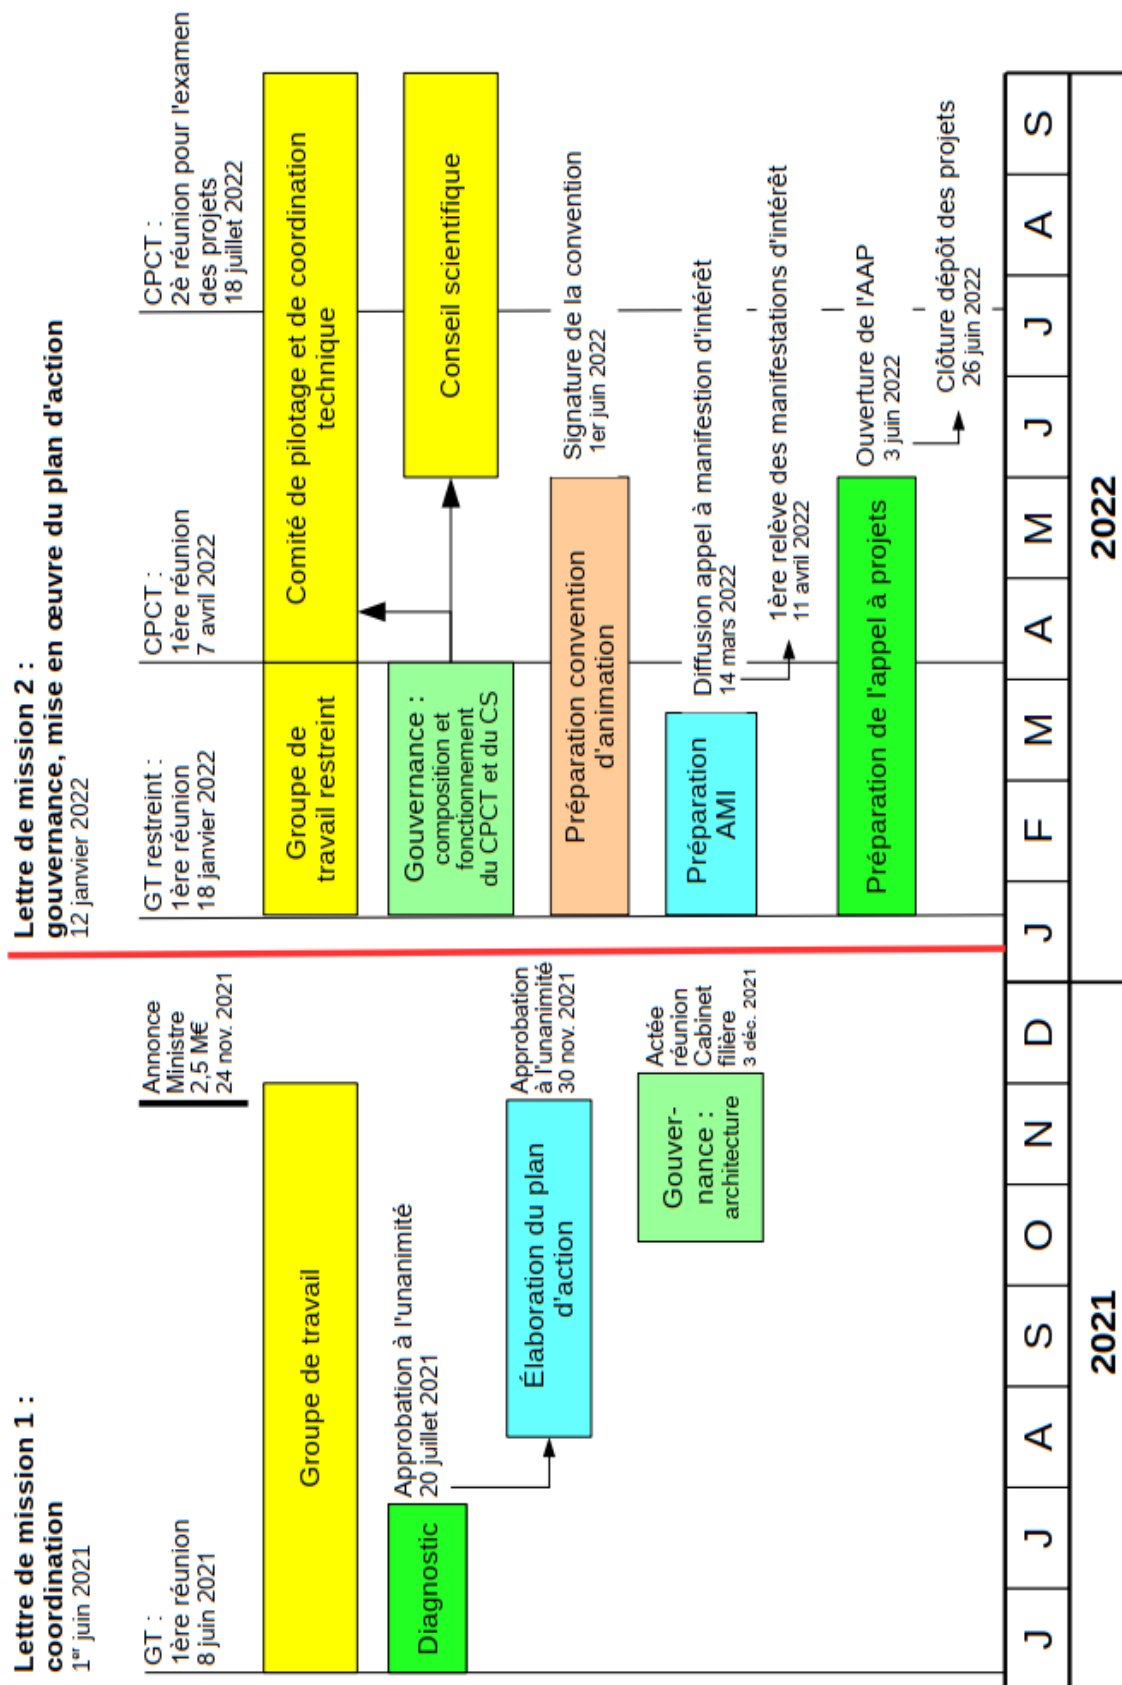 Lettre de mission 1 :
coordination
1er juin 2021
Lettre de mission 2 :
gouvernance, mise en œuvre du plan d'action
12 janvier 2022
GT :
1ère réunion
8 juin 2021
Annonce
Ministre
2,5 M€
24 nov. 2021
GT restreint :
1ère réunion
18 janvier 2022
CPCT :
1ère réunion
7 avril 2022
CPCT :
2è réunion pour l'examen
des projets
18 juillet 2022
Groupe de travail
Groupe de
travail restreint
Comité de pilotage et de coordination
technique
Diagnostic
Approbation à l'unanimité
20 juillet 2021
Gouvernance :
composition et
fonctionnement
du CPCT et du CS
Conseil scientifique
Élaboration du plan
d'action
Approbation
à l'unanimité
30 nov. 2021
Préparation convention
d'animation
Signature de la convention
1er juin 2022
Gouver-
nance :
architecture
Actée
réunion
Cabinet
filière
3 déc. 2021
Préparation
AMI
Diffusion appel à manifestion d'intérêt
14 mars 2022
1ère relève des manifestations d'intérêt
11 avril 2022
Préparation de l'appel à projets
Ouverture de l'AAP
3 juin 2022
Clôture dépôt des projets
26 juin 2022
J J A S O N D J F M A M J J A S
2021 2022